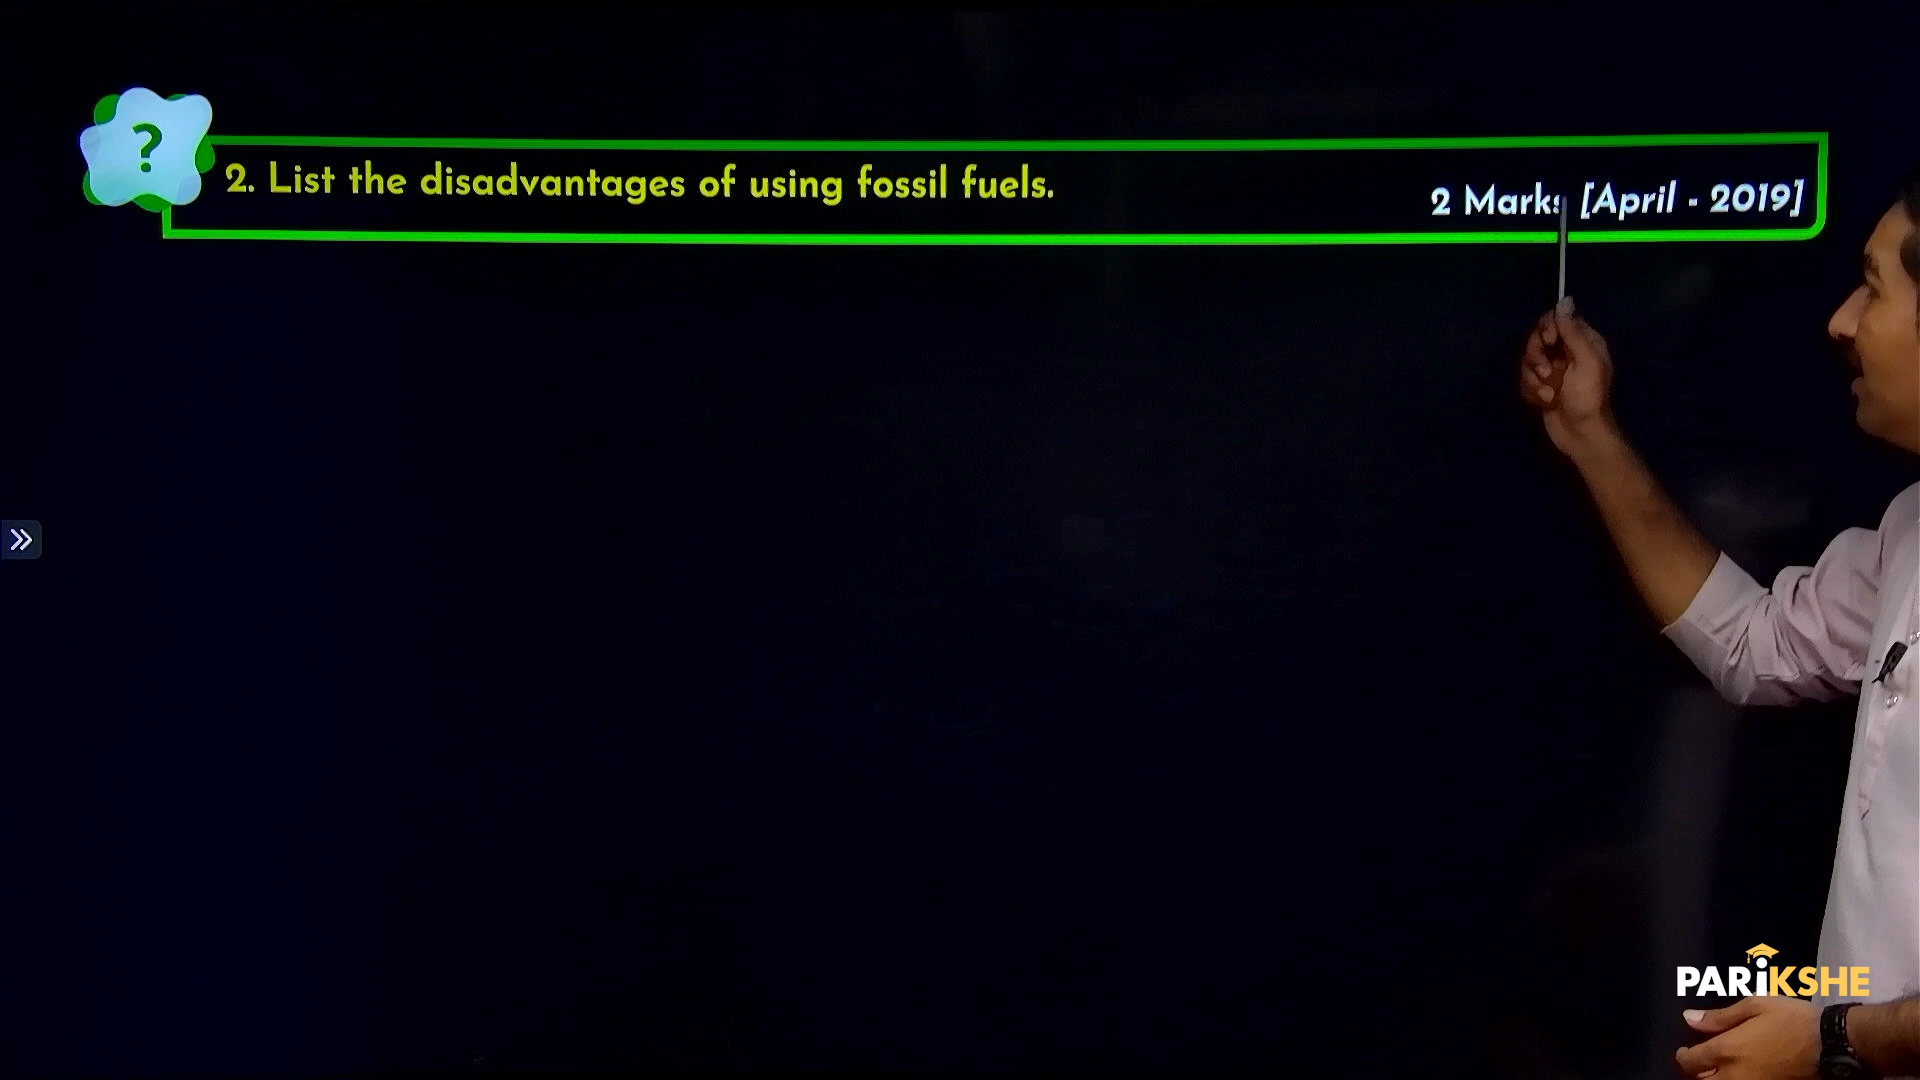 ?
2. List the disadvantages of using fossil fuels.
2 Marks [April - 2019]
PARiKSHE